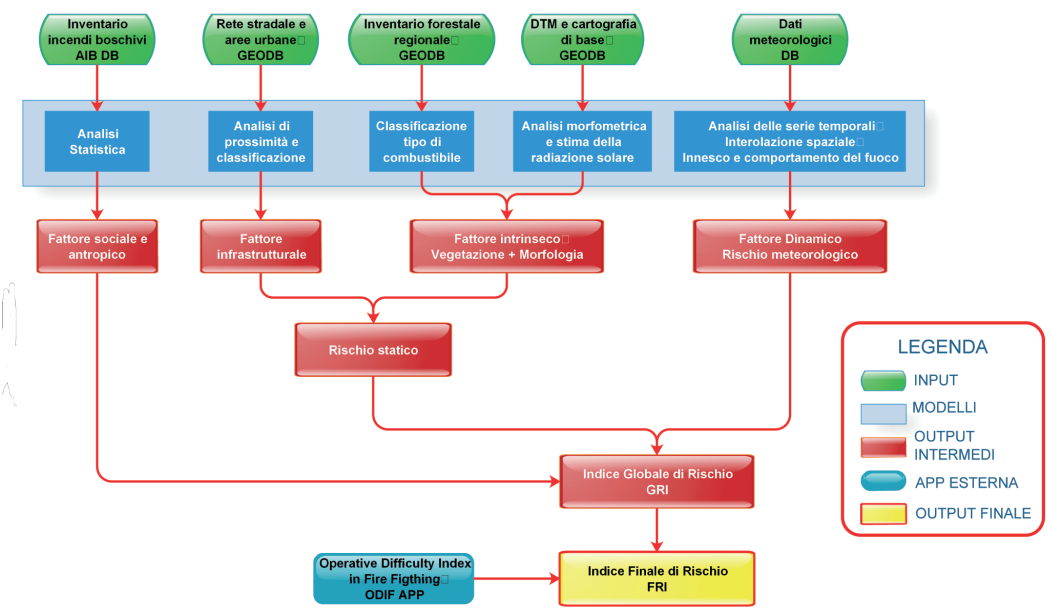 Inventario
incendi boschivi
AIB DB
Rete stradale e
aree urbane
GEODB
Inventario forestale
regionale
GEODB
DTM e cartografia
di base
GEODB
Dati
meteorologici
DB
Analisi
Statistica
Analisi di
prossimità e
classificazione
Classificazione
tipo di
combustibile
Analisi morfometrica
e stima della
radiazione solare
Analisi delle serie temporali
Interolazione spaziale
Innesco e comportamento del fuoco
Fattore sociale e
antropico
Fattore
infrastrutturale
Fattore intrinseco
Vegetazione + Morfologia
Fattore Dinamico
Rischio meteorologico
Rischio statico
Indice Globale di Rischio
GRI
Operative Difficulty Index
in Fire Figthing
ODIF APP
Indice Finale di Rischio
FRI
LEGENDA
INPUT
MODELLI
OUTPUT
INTERMEDI
APP ESTERNA
OUTPUT FINALE